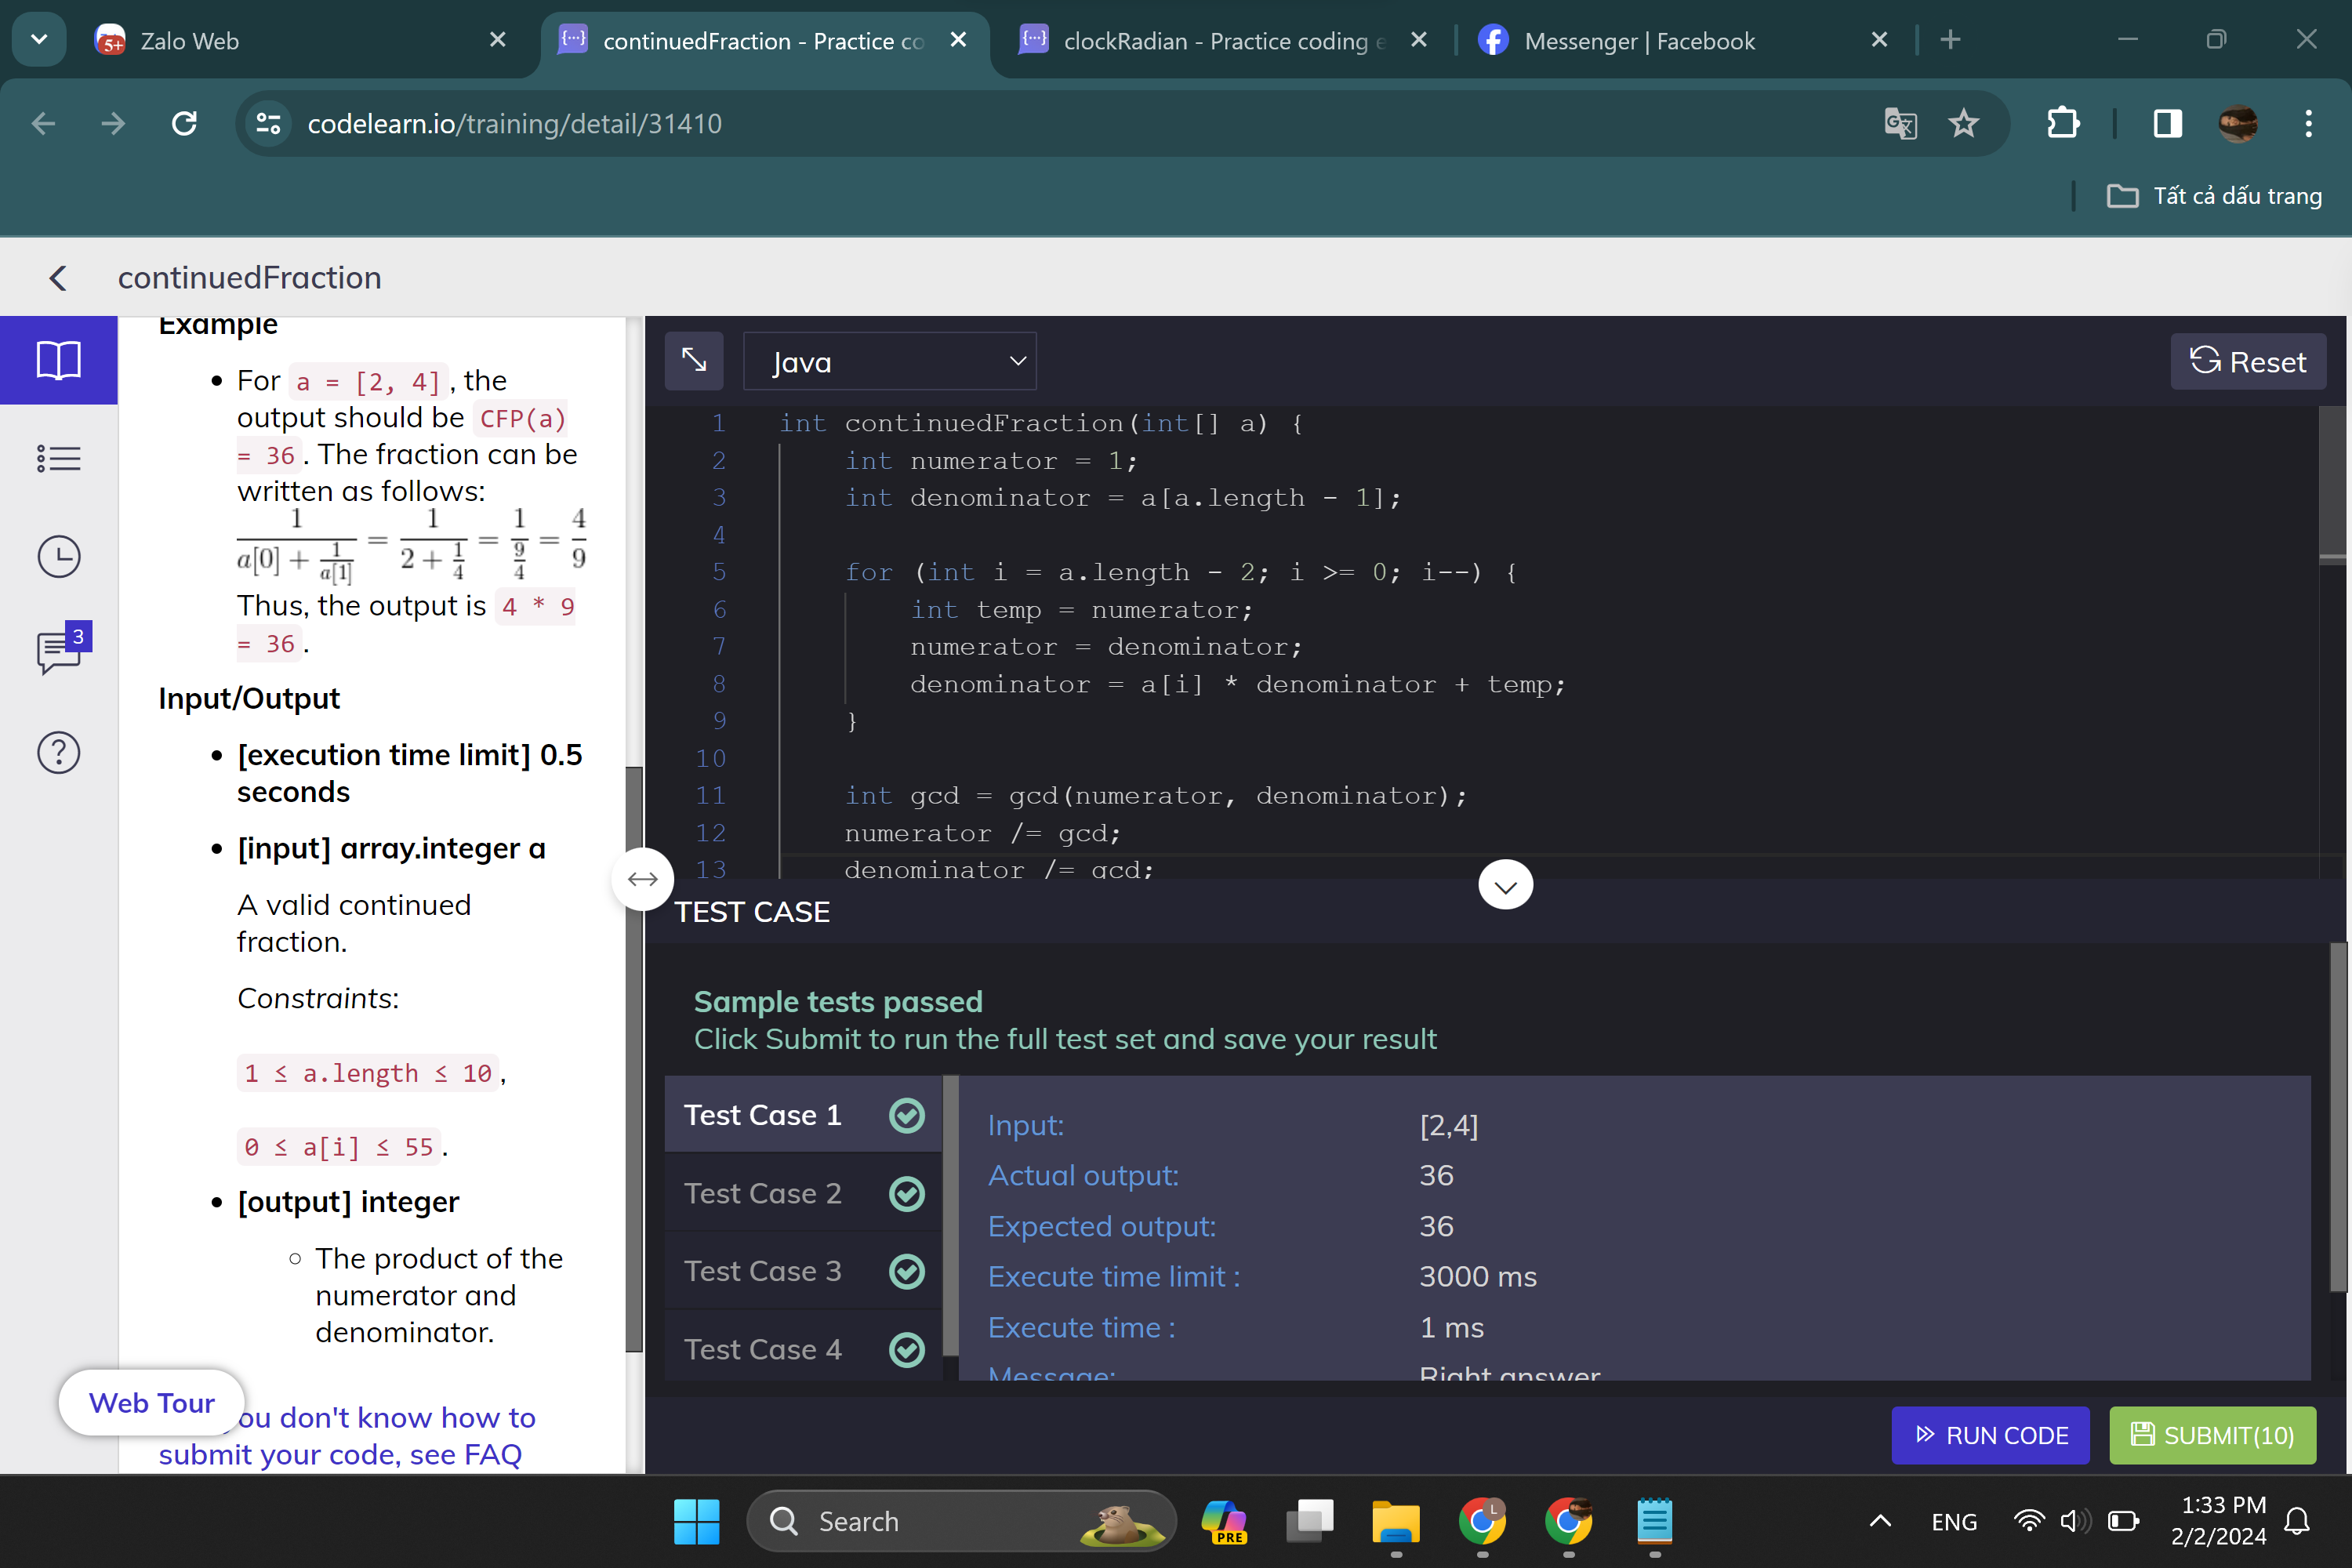 5+ Zalo Web
continuedFraction - Practice co
clockRadian - Practice coding e
Messenger | Facebook
codelearn.io/training/detail/31410
Tất cả dấu trang
continuedFraction
Example
For a = [2, 4], the
output should be CFP(a)
= 36. The fraction can be
written as follows:
1/(a[0] + 1/a[1]) = 1/(2 + 1/4) = 1/(9/4) = 4/9
Thus, the output is 4 * 9
= 36.
3
Input/Output
[execution time limit] 0.5
seconds
[input] array.integer a
A valid continued
fraction.
Constraints:
1 ≤ a.length ≤ 10,
0 ≤ a[i] ≤ 55.
[output] integer
The product of the
numerator and
denominator.
Web Tour
ou don't know how to
submit your code, see FAQ
Java
Reset
1 int continuedFraction(int[] a) {
2 int numerator = 1;
3 int denominator = a[a.length - 1];
4
5 for (int i = a.length - 2; i >= 0; i--) {
6 int temp = numerator;
7 numerator = denominator;
8 denominator = a[i] * denominator + temp;
9 }
10
11 int gcd = gcd(numerator, denominator);
12 numerator /= gcd;
13 denominator /= gcd;
TEST CASE
Sample tests passed
Click Submit to run the full test set and save your result
Test Case 1
Test Case 2
Test Case 3
Test Case 4
Input: [2,4]
Actual output: 36
Expected output: 36
Execute time limit : 3000 ms
Execute time : 1 ms
Message: Right answer
RUN CODE
SUBMIT(10)
Search
PRE
L
ENG
1:33 PM
2/2/2024